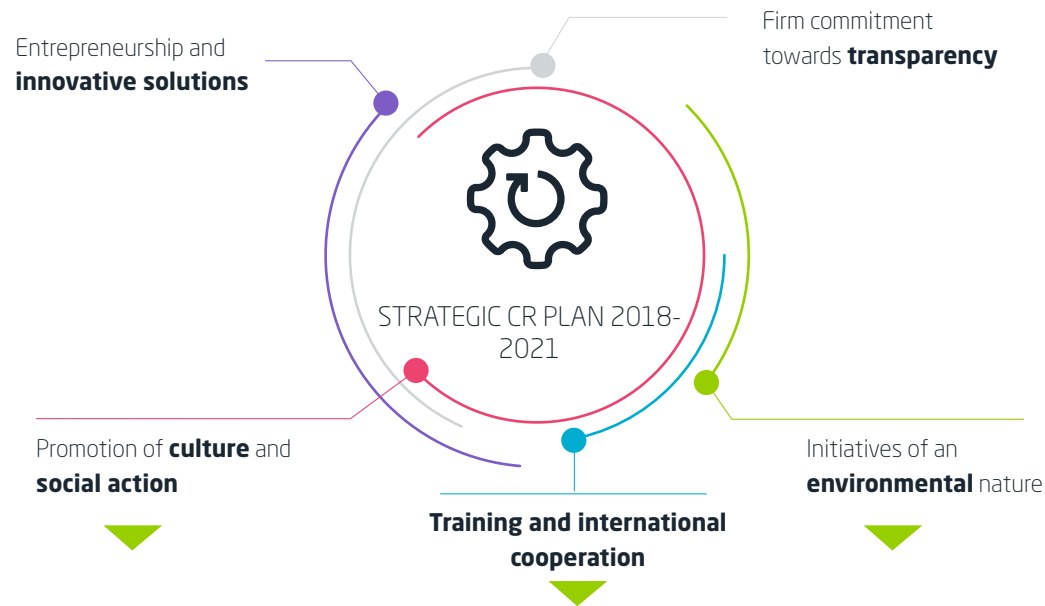 Entrepreneurship and
innovative solutions
Firm commitment
towards transparency
STRATEGIC CR PLAN 2018-
2021
Promotion of culture and
social action
Training and international
cooperation
Initiatives of an
environmental nature